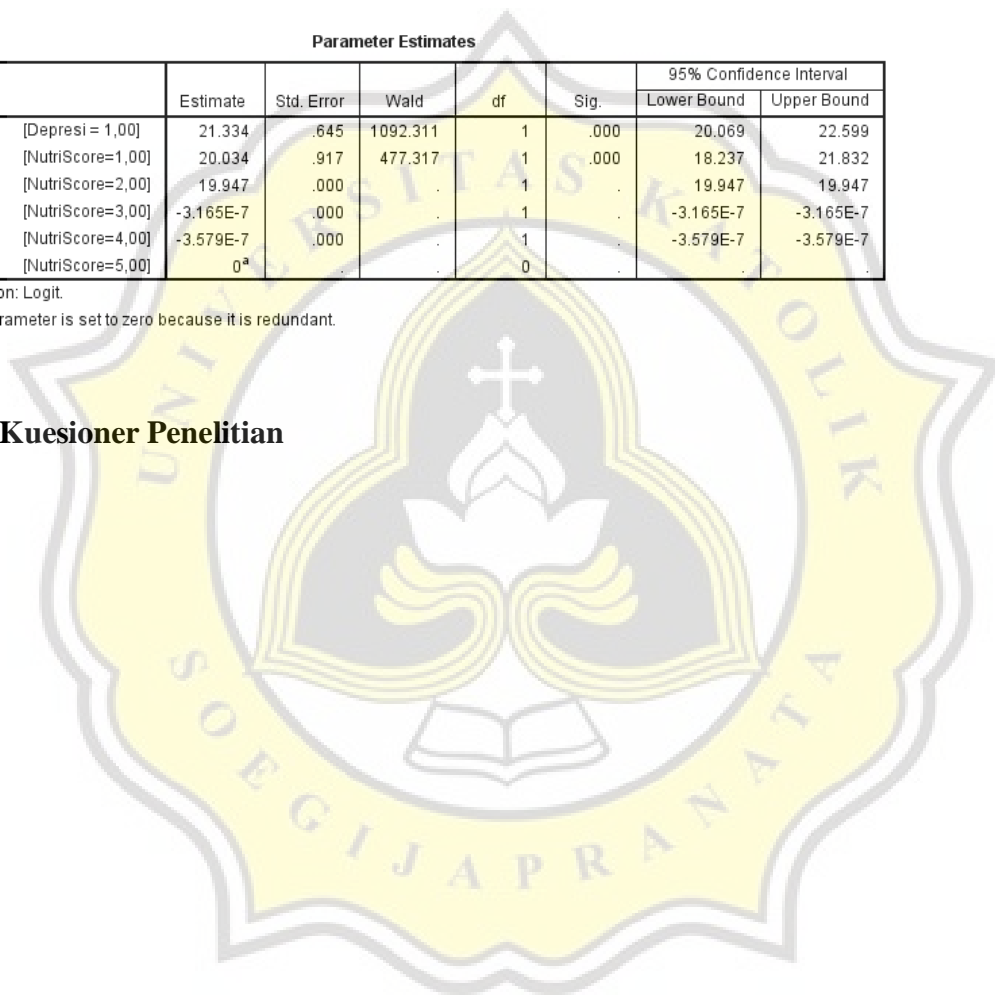 Parameter Estimates
95% Confidence Interval
Estimate Std. Error Wald df Sig. Lower Bound Upper Bound
[Depresi = 1,00] 21.334 .645 1092.311 1 .000 20.069 22.599
[NutriScore=1,00] 20.034 .917 477.317 1 .000 18.237 21.832
[NutriScore=2,00] 19.947 .000 . 1 . 19.947 19.947
[NutriScore=3,00] -3.165E-7 .000 . 1 . -3.165E-7 -3.165E-7
[NutriScore=4,00] -3.579E-7 .000 . 1 . -3.579E-7 -3.579E-7
[NutriScore=5,00] 0ª . . 0 . . .
on: Logit.
rameter is set to zero because it is redundant.
Kuesioner Penelitian
UNIVERSITAS KATOLIK
SOEGIJAPRANATA